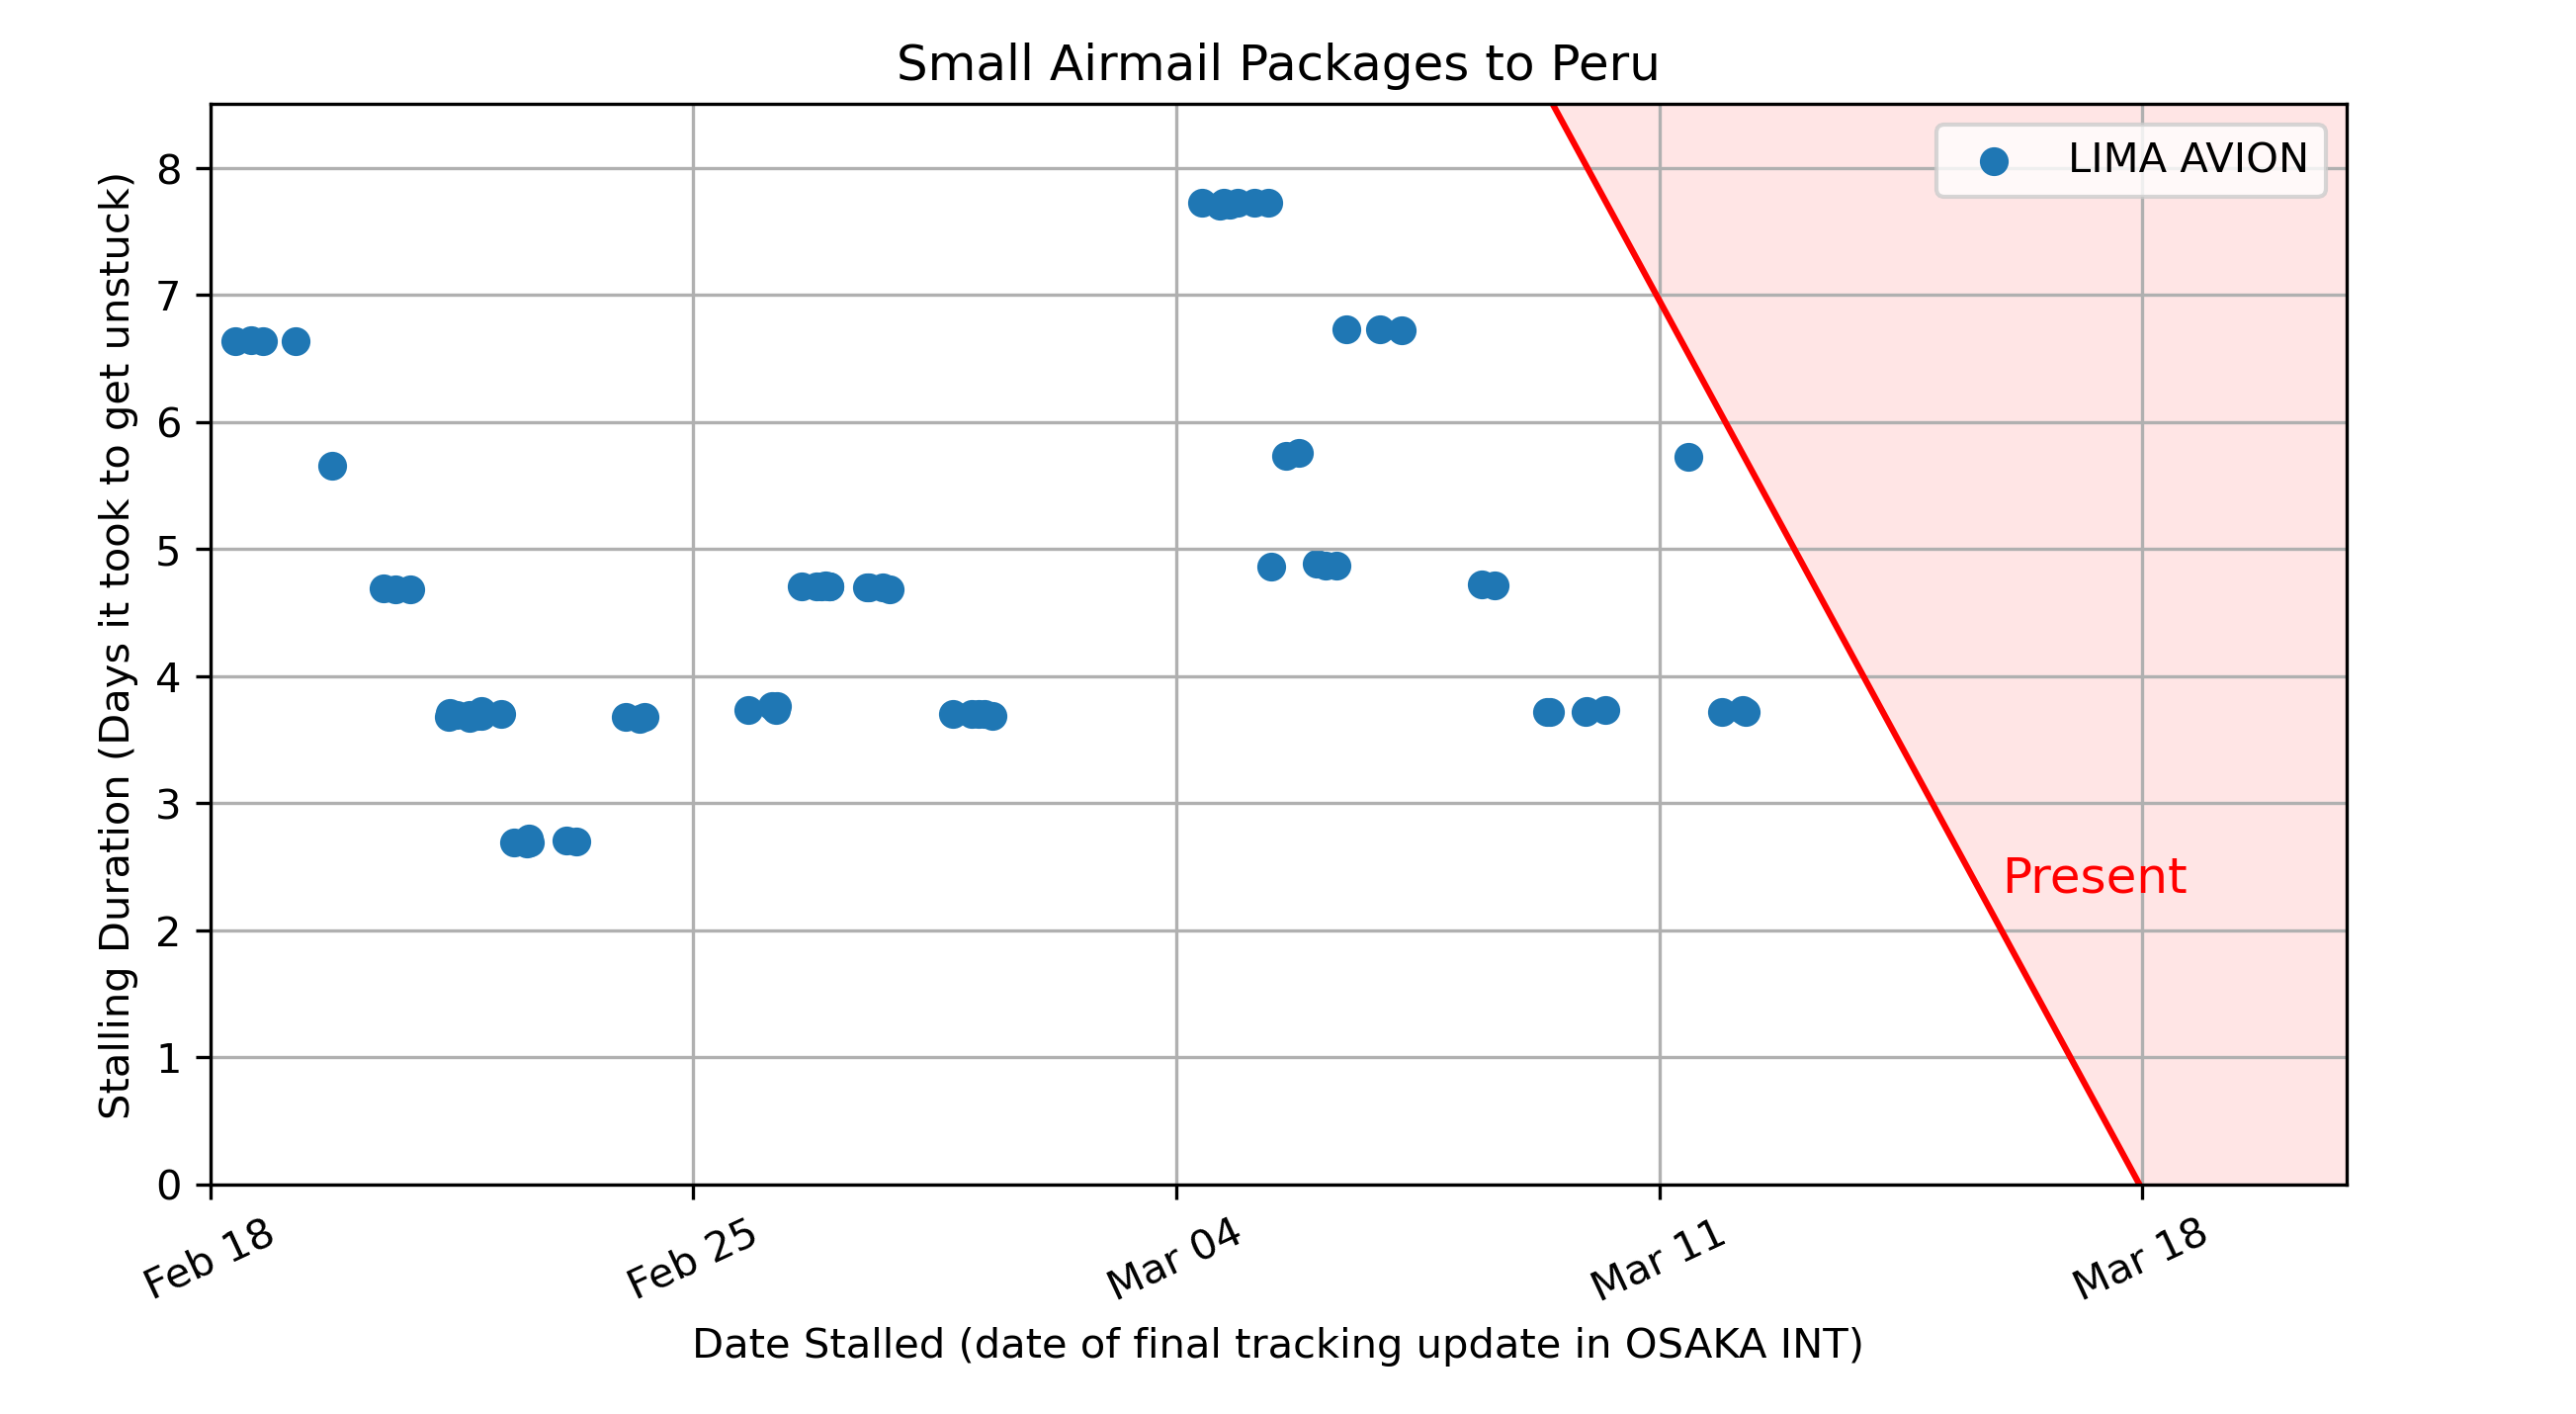 Small Airmail Packages to Peru
LIMA AVION
Stalling Duration (Days it took to get unstuck)
8
7
6
5
4
3
2
1
0
Present
Feb 18
Feb 25
Mar 04
Mar 11
Mar 18
Date Stalled (date of final tracking update in OSAKA INT)